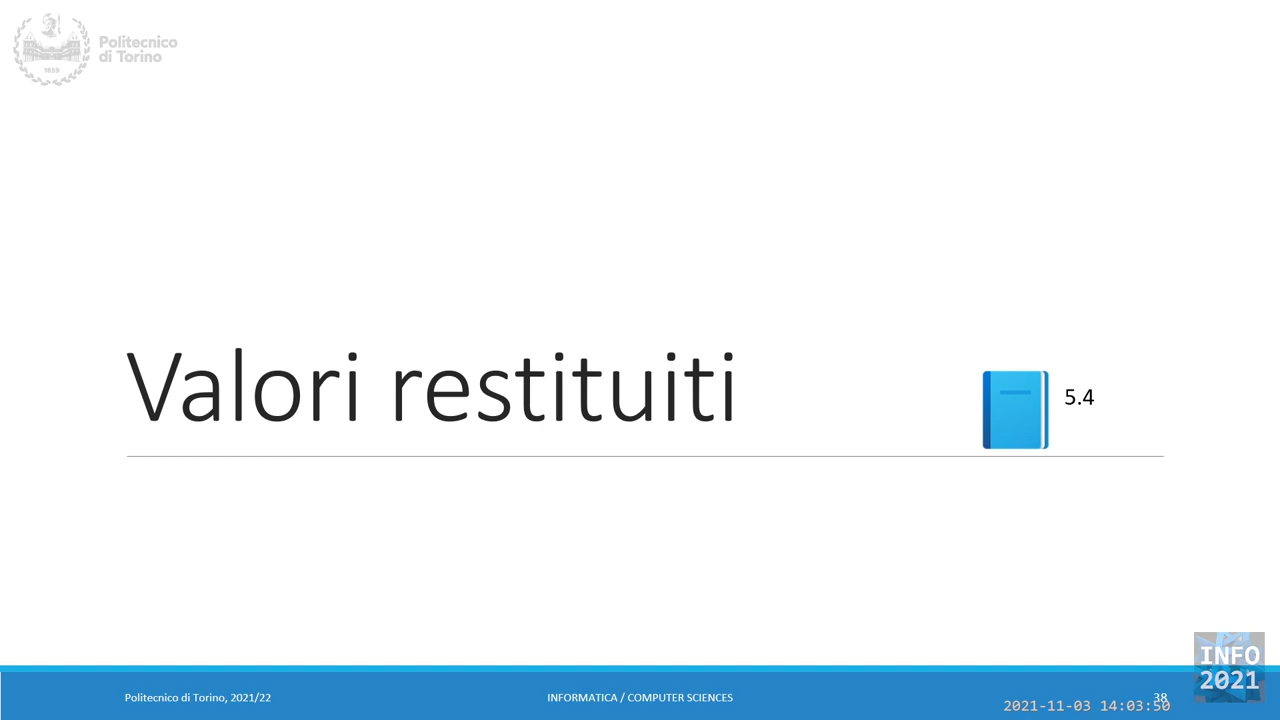 Politecnico
di Torino
1859
Valori restituiti
5.4
INFO
2021
Politecnico di Torino, 2021/22
INFORMATICA / COMPUTER SCIENCES
38
2021-11-03 14:03:50